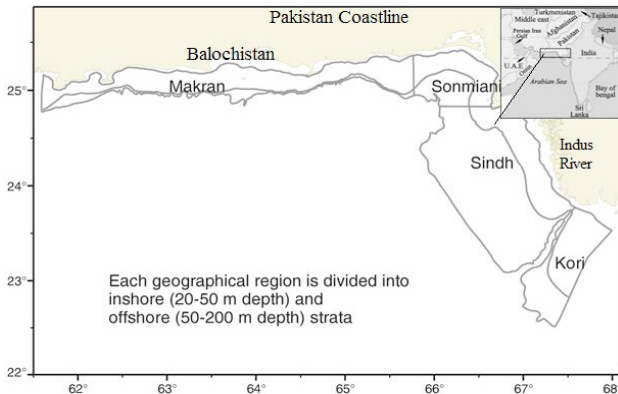 Pakistan Coastline
Balochistan
Makran
Sonmiani
Sindh
Indus
River
Kori
Each geographical region is divided into
inshore (20-50 m depth) and
offshore (50-200 m depth) strata
25°
24°
23°
22°
62°
63°
64°
65°
66°
67°
68
Turkmenistan
Tajikistan
Middle east
Afghanistan
Persian Iran
Gulf
Pakistan
Nepal
U.A.E
Oman
India
Arabian Sea
Bay of
bengal
Sri
Lanka